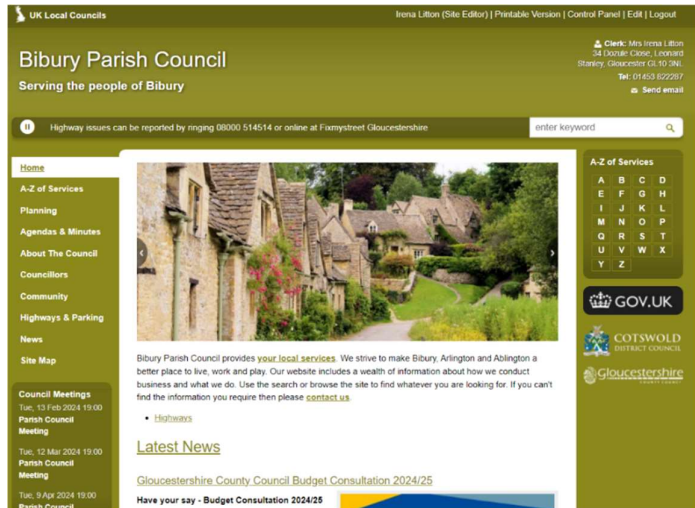 UK Local Councils
Irena Litton (Site Editor) | Printable Version | Control Panel | Edit | Logout
Bibury Parish Council
Serving the people of Bibury
Clerk: Mrs Irena Litton
34 Dozule Close, Leonard
Stanley, Gloucester GL10 3NL
Tel: 01453 822287
Send email
Highway issues can be reported by ringing 08000 514514 or online at Fixmystreet Gloucestershire
enter keyword
Home
A-Z of Services
Planning
Agendas & Minutes
About The Council
Councillors
Community
Highways & Parking
News
Site Map
Council Meetings
Tue, 13 Feb 2024 19:00
Parish Council
Meeting
Tue, 12 Mar 2024 19:00
Parish Council
Meeting
Tue, 9 Apr 2024 19:00
Parish Council
Bibury Parish Council provides your local services. We strive to make Bibury, Arlington and Ablington a
better place to live, work and play. Our website includes a wealth of information about how we conduct
business and what we do. Use the search or browse the site to find whatever you are looking for. If you can't
find the information you require then please contact us.
Highways
Latest News
Gloucestershire County Council Budget Consultation 2024/25
Have your say - Budget Consultation 2024/25
A-Z of Services
A B C D
E F G H
I J K L
M N O P
Q R S T
U V W X
Y Z
GOV.UK
COTSWOLD
DISTRICT COUNCIL
Gloucestershire
COUNTY COUNCIL